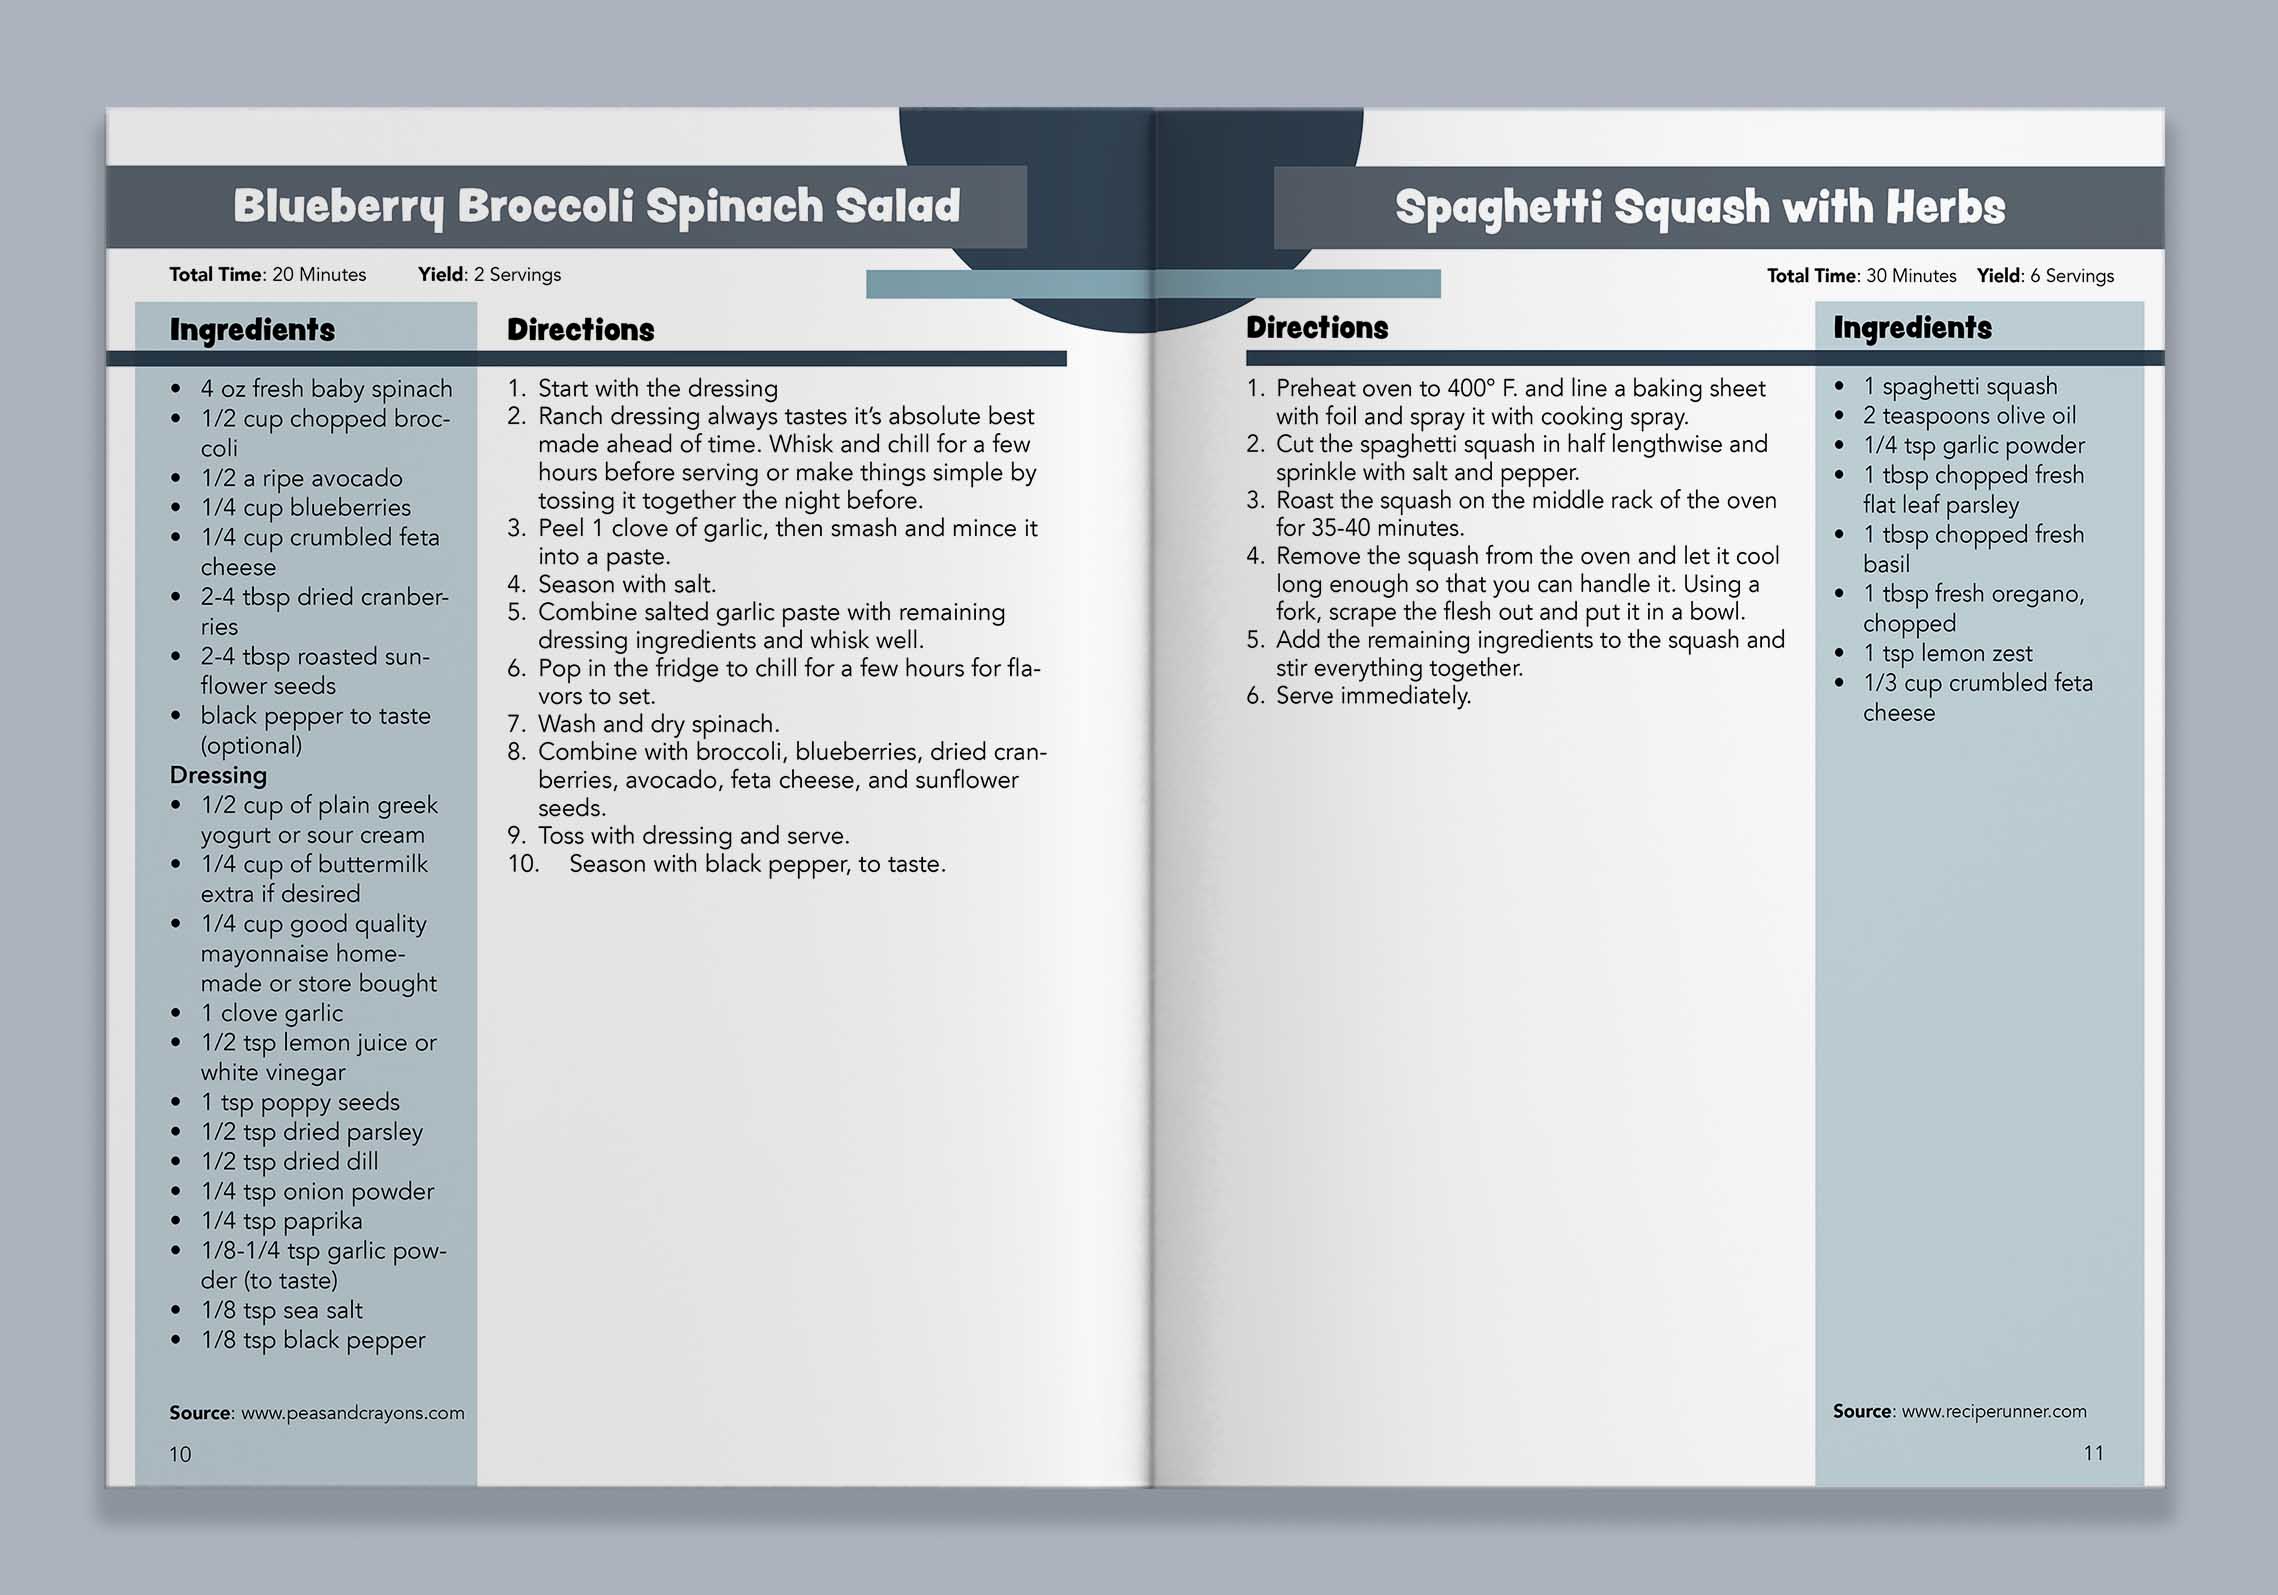 Blueberry Broccoli Spinach Salad
Total Time: 20 Minutes Yield: 2 Servings
Ingredients
• 4 oz fresh baby spinach
• 1/2 cup chopped broc-
coli
• 1/2 a ripe avocado
• 1/4 cup blueberries
• 1/4 cup crumbled feta
cheese
• 2-4 tbsp dried cranber-
ries
• 2-4 tbsp roasted sun-
flower seeds
• black pepper to taste
(optional)
Dressing
• 1/2 cup of plain greek
yogurt or sour cream
• 1/4 cup of buttermilk
extra if desired
• 1/4 cup good quality
mayonnaise home-
made or store bought
• 1 clove garlic
• 1/2 tsp lemon juice or
white vinegar
• 1 tsp poppy seeds
• 1/2 tsp dried parsley
• 1/2 tsp dried dill
• 1/4 tsp onion powder
• 1/4 tsp paprika
• 1/8-1/4 tsp garlic pow-
der (to taste)
• 1/8 tsp sea salt
• 1/8 tsp black pepper
Source: www.peasandcrayons.com
10
Directions
1. Start with the dressing
2. Ranch dressing always tastes it’s absolute best
made ahead of time. Whisk and chill for a few
hours before serving or make things simple by
tossing it together the night before.
3. Peel 1 clove of garlic, then smash and mince it
into a paste.
4. Season with salt.
5. Combine salted garlic paste with remaining
dressing ingredients and whisk well.
6. Pop in the fridge to chill for a few hours for fla-
vors to set.
7. Wash and dry spinach.
8. Combine with broccoli, blueberries, dried cran-
berries, avocado, feta cheese, and sunflower
seeds.
9. Toss with dressing and serve.
10. Season with black pepper, to taste.
Spaghetti Squash with Herbs
Total Time: 30 Minutes Yield: 6 Servings
Directions
1. Preheat oven to 400° F. and line a baking sheet
with foil and spray it with cooking spray.
2. Cut the spaghetti squash in half lengthwise and
sprinkle with salt and pepper.
3. Roast the squash on the middle rack of the oven
for 35-40 minutes.
4. Remove the squash from the oven and let it cool
long enough so that you can handle it. Using a
fork, scrape the flesh out and put it in a bowl.
5. Add the remaining ingredients to the squash and
stir everything together.
6. Serve immediately.
Ingredients
• 1 spaghetti squash
• 2 teaspoons olive oil
• 1/4 tsp garlic powder
• 1 tbsp chopped fresh
flat leaf parsley
• 1 tbsp chopped fresh
basil
• 1 tbsp fresh oregano,
chopped
• 1 tsp lemon zest
• 1/3 cup crumbled feta
cheese
Source: www.reciperunner.com
11